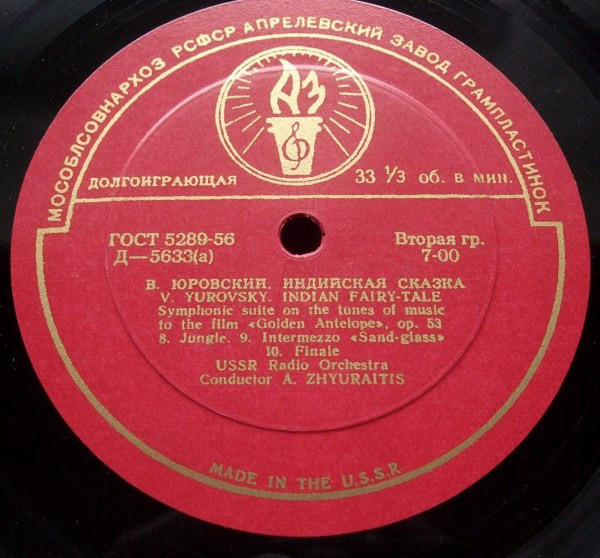 МОСОБЛСОВНАРХОЗ РСФСР АПРЕЛЕВСКИЙ ЗАВОД ГРАМПЛАСТИНОК
АЗ
ДОЛГОИГРАЮЩАЯ 33 1/3 об. в мин.
ГОСТ 5289-56 Вторая гр.
Д—5633(а) 7-00
В. ЮРОВСКИЙ. ИНДИЙСКАЯ СКАЗКА
V. YUROVSKY. INDIAN FAIRY-TALE
Symphonic suite on the tunes of music
to the film «Golden Antelope», op. 53
8. Jungle. 9. Intermezzo «Sand-glass»
10. Finale
USSR Radio Orchestra
Conductor A. ZHYURAITIS
MADE IN THE U.S.S.R